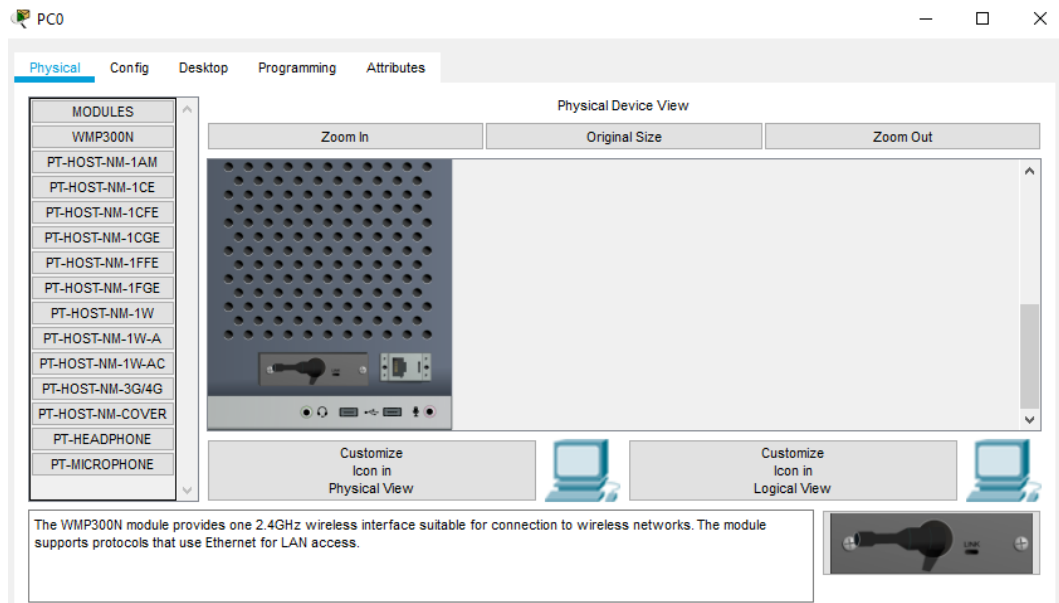 PC0
Physical Config Desktop Programming Attributes
MODULES
WMP300N
PT-HOST-NM-1AM
PT-HOST-NM-1CE
PT-HOST-NM-1CFE
PT-HOST-NM-1CGE
PT-HOST-NM-1FFE
PT-HOST-NM-1FGE
PT-HOST-NM-1W
PT-HOST-NM-1W-A
PT-HOST-NM-1W-AC
PT-HOST-NM-3G/4G
PT-HOST-NM-COVER
PT-HEADPHONE
PT-MICROPHONE
Physical Device View
Zoom In Original Size Zoom Out
Customize
Icon in
Physical View
Customize
Icon in
Logical View
The WMP300N module provides one 2.4GHz wireless interface suitable for connection to wireless networks. The module
supports protocols that use Ethernet for LAN access.
LINK